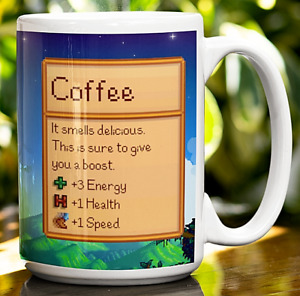 Coffee
It smells delicious.
This is sure to give
you a boost.
+3 Energy
H +1 Health
+1 Speed